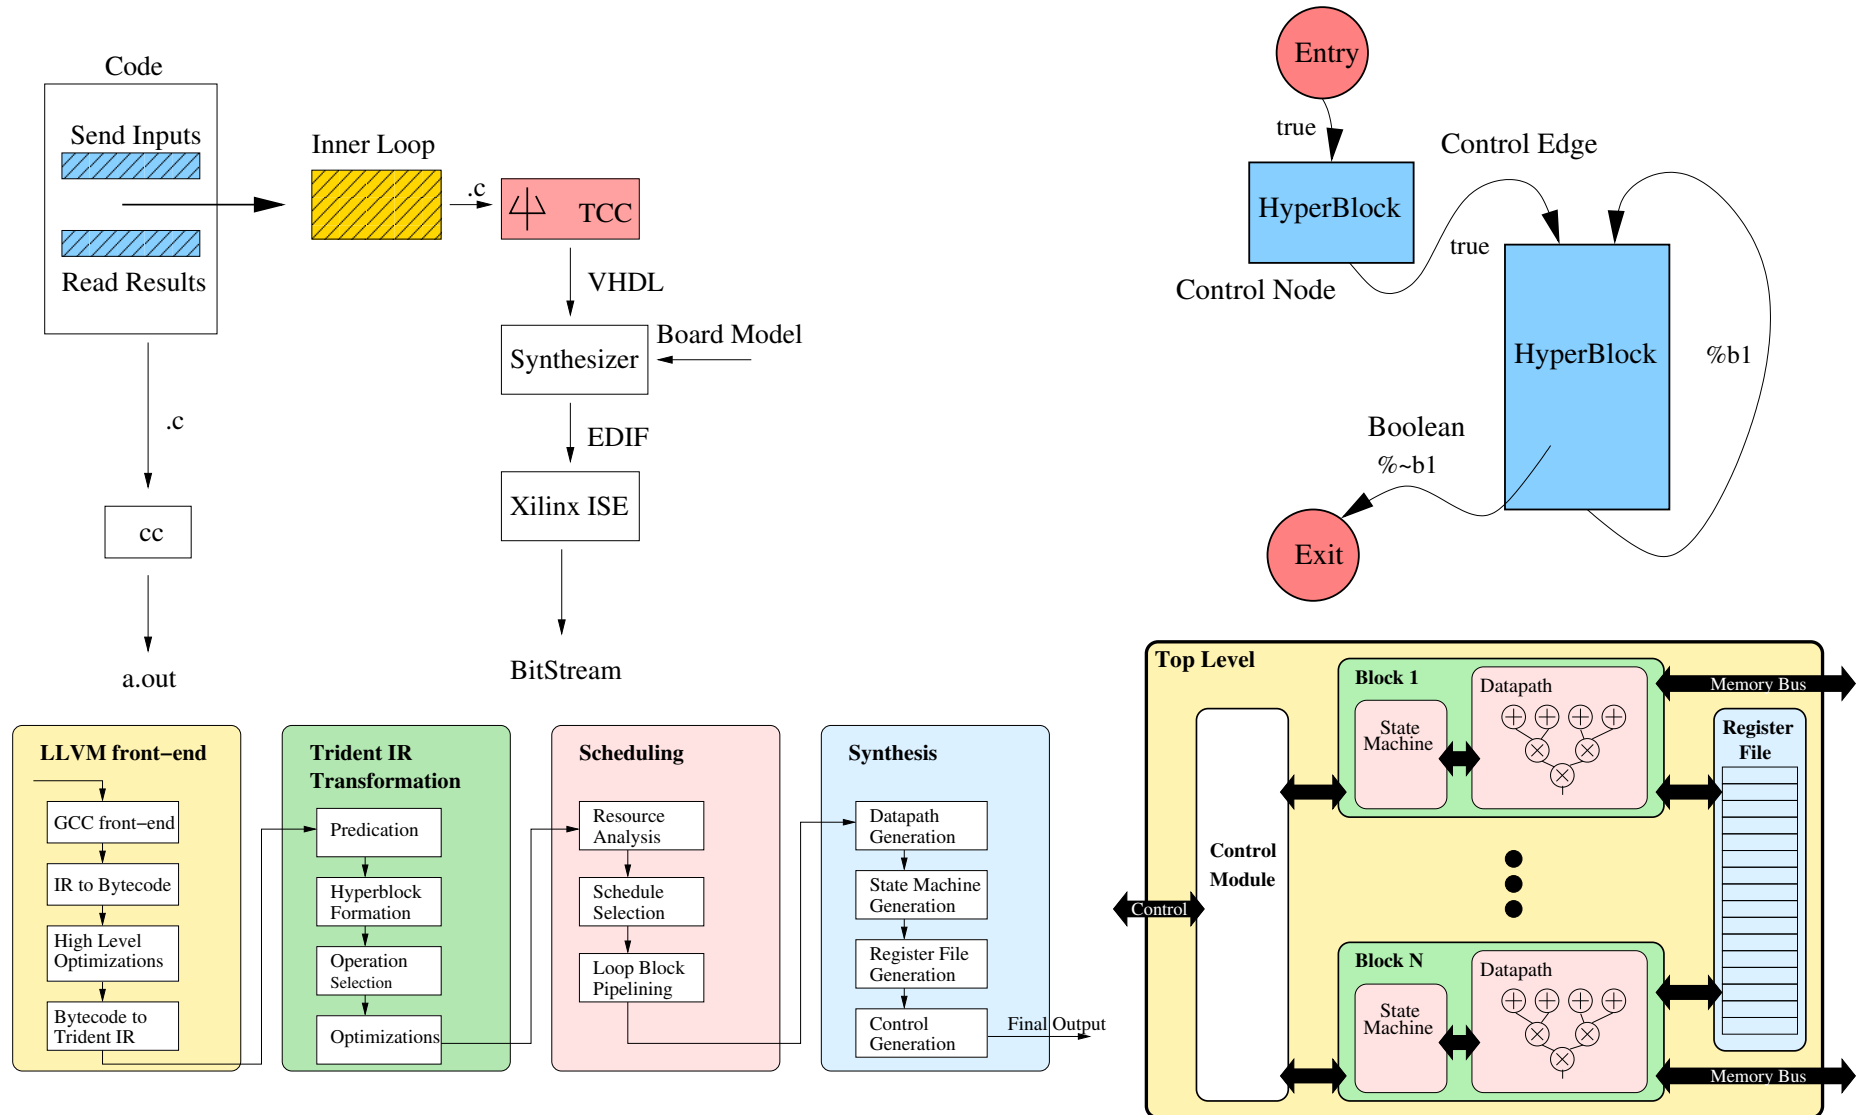 Code
Send Inputs
Read Results
.c
cc
a.out
Inner Loop
.c
TCC
VHDL
Synthesizer
Board Model
EDIF
Xilinx ISE
BitStream
Entry
true
HyperBlock
Control Node
Control Edge
true
HyperBlock
%b1
Boolean
%~b1
Exit
LLVM front−end
GCC front−end
IR to Bytecode
High Level
Optimizations
Bytecode to
Trident IR
Trident IR
Transformation
Predication
Hyperblock
Formation
Operation
Selection
Optimizations
Scheduling
Resource
Analysis
Schedule
Selection
Loop Block
Pipelining
Synthesis
Datapath
Generation
State Machine
Generation
Register File
Generation
Control
Generation
Final Output
Top Level
Control
Control
Module
Block 1
State
Machine
Datapath
Memory Bus
Register
File
Block N
State
Machine
Datapath
Memory Bus